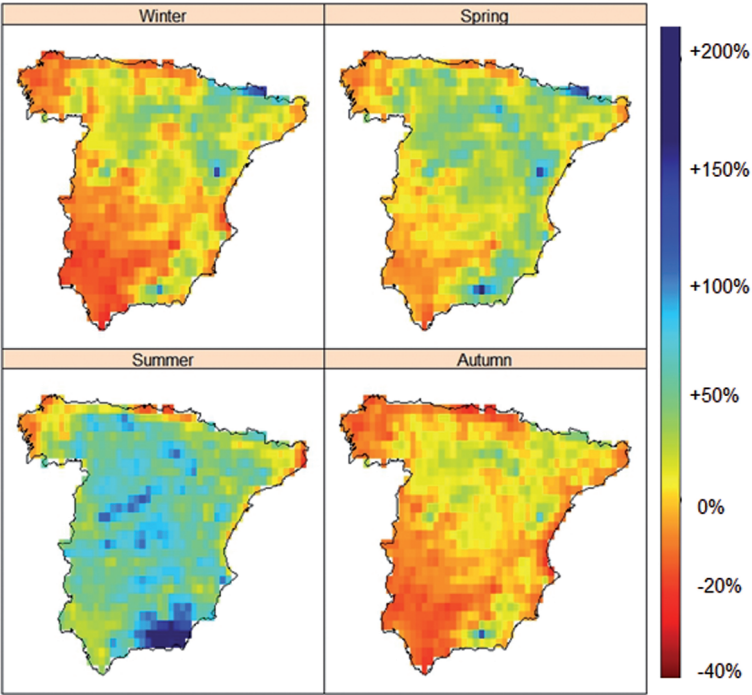 Winter
Spring
Summer
Autumn
+200%
+150%
+100%
+50%
0%
-20%
-40%